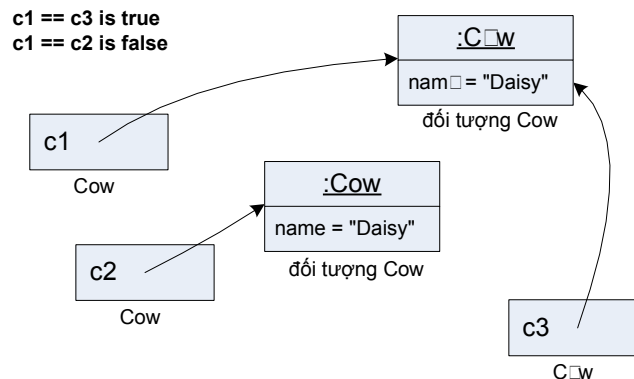 c1 == c3 is true
c1 == c2 is false
:C□w
nam□ = "Daisy"
đối tượng Cow
c1
Cow
:Cow
name = "Daisy"
đối tượng Cow
c2
Cow
c3
C□w